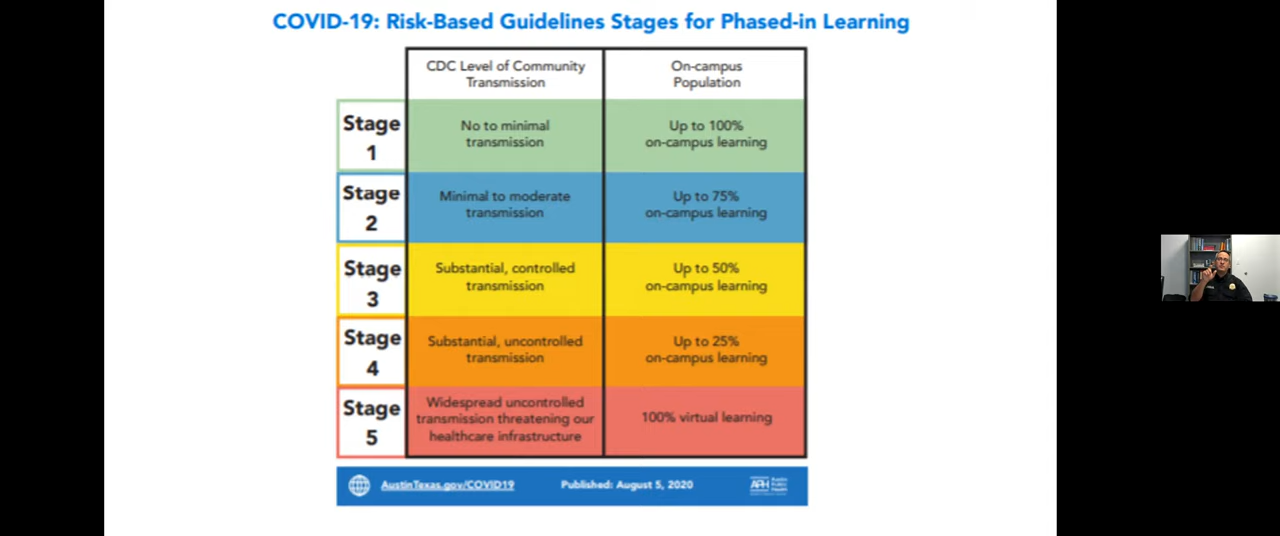 COVID-19: Risk-Based Guidelines Stages for Phased-in Learning
CDC Level of Community
Transmission
On-campus
Population
Stage
1
No to minimal
transmission
Up to 100%
on-campus learning
Stage
2
Minimal to moderate
transmission
Up to 75%
on-campus learning
Stage
3
Substantial, controlled
transmission
Up to 50%
on-campus learning
Stage
4
Substantial, uncontrolled
transmission
Up to 25%
on-campus learning
Stage
5
Widespread uncontrolled
transmission threatening our
healthcare infrastructure
100% virtual learning
AustinTexas.gov/COVID19
Published: August 5, 2020
APH
Austin
Public
Health